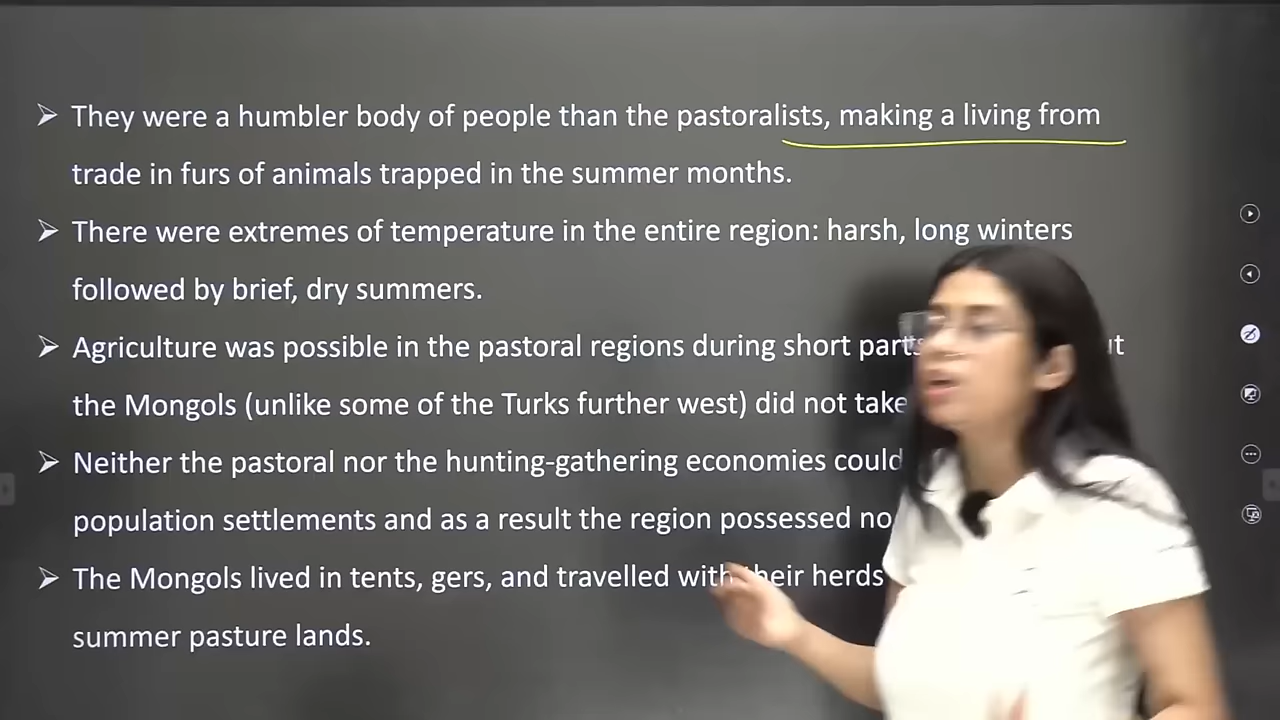 They were a humbler body of people than the pastoralists, making a living from
trade in furs of animals trapped in the summer months.
There were extremes of temperature in the entire region: harsh, long winters
followed by brief, dry summers.
Agriculture was possible in the pastoral regions during short parts
the Mongols (unlike some of the Turks further west) did not take
Neither the pastoral nor the hunting-gathering economies could
population settlements and as a result the region possessed no
The Mongols lived in tents, gers, and travelled with their herds
summer pasture lands.